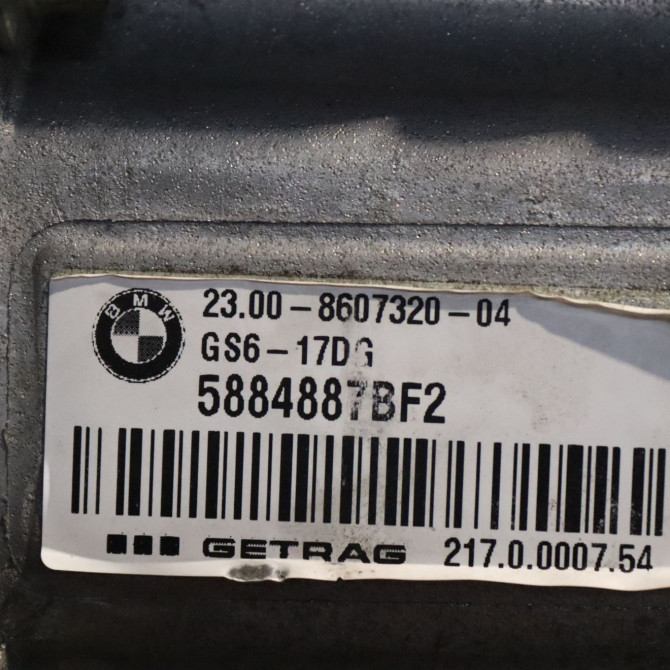 BMW
23.00-8607320-04
GS6-17DG
5884887BF2
GETRAG 217.0.0007.54